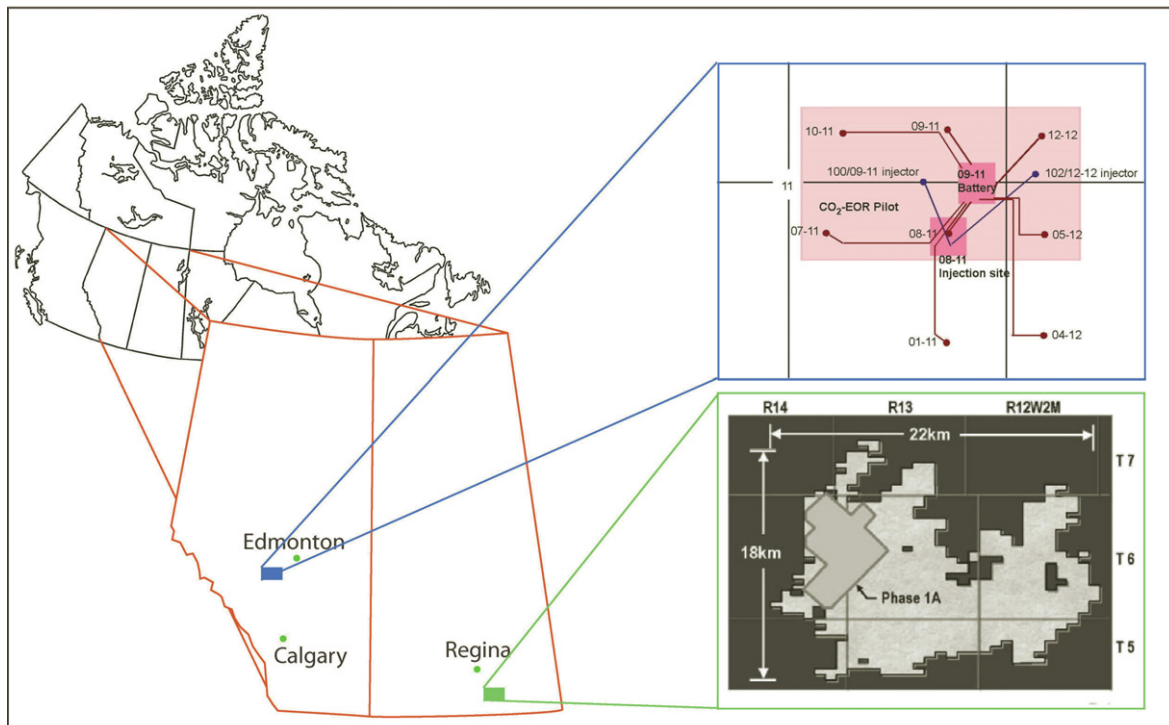 10-11
09-11
12-12
100/09-11 injector
09-11
Battery
102/12-12 injector
11
CO₂-EOR Pilot
07-11
08-11
05-12
08-11
Injection site
01-11
04-12
R14
R13
R12W2M
22km
T 7
18km
T 6
Phase 1A
T 5
Edmonton
Calgary
Regina